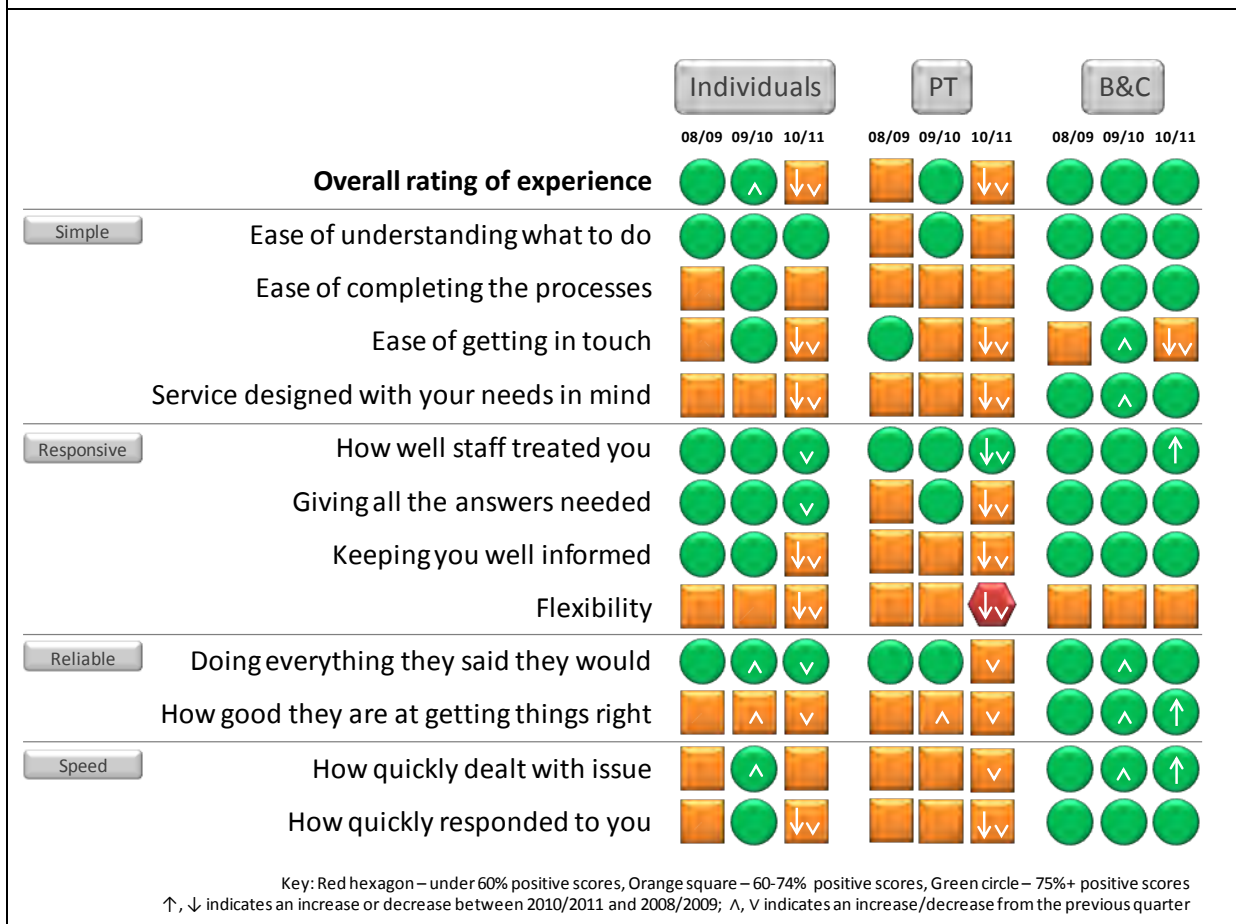 Individuals PT B&C
08/09 09/10 10/11 08/09 09/10 10/11 08/09 09/10 10/11
Overall rating of experience ∧ ↓∨ ↓∨
Simple Ease of understanding what to do
Ease of completing the processes
Ease of getting in touch ↓∨ ↓∨ ∧ ↓∨
Service designed with your needs in mind ↓∨ ↓∨ ∧
Responsive How well staff treated you ∨ ↓∨ ↑
Giving all the answers needed ∨ ↓∨
Keeping you well informed ↓∨ ↓∨
Flexibility ↓∨ ↓∨
Reliable Doing everything they said they would ∧ ∨ ∨ ∧
How good they are at getting things right ∧ ∨ ∧ ∨ ∧ ↑
Speed How quickly dealt with issue ∧ ∨ ∧ ↑
How quickly responded to you ↓∨ ↓∨
Key: Red hexagon – under 60% positive scores, Orange square – 60-74% positive scores, Green circle – 75%+ positive scores
↑, ↓ indicates an increase or decrease between 2010/2011 and 2008/2009; ∧, ∨ indicates an increase/decrease from the previous quarter